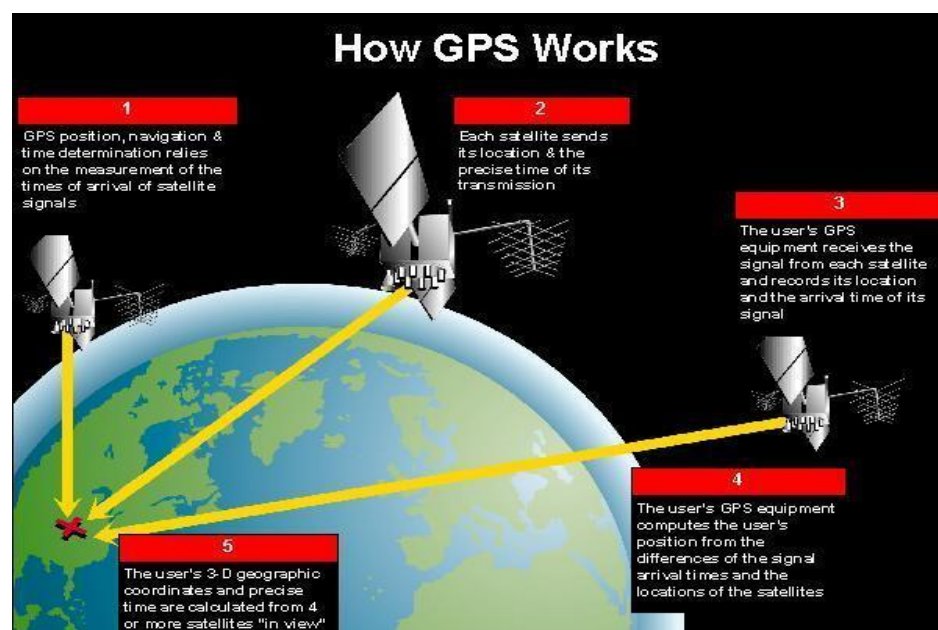 How GPS Works
1
GPS position, navigation &
time determination relies
on the measurement of the
times of arrival of satellite
signals
2
Each satellite sends
its location & the
precise time of its
transmission
3
The user's GPS
equipment receives the
signal from each satellite
and records its location
and the arrival time of its
signal
4
The user's GPS equipment
computes the user's
position from the
differences of the signal
arrival times and the
locations of the satellites
5
The user's 3-D geographic
coordinates and precise
time are calculated from 4
or more satellites "in view"